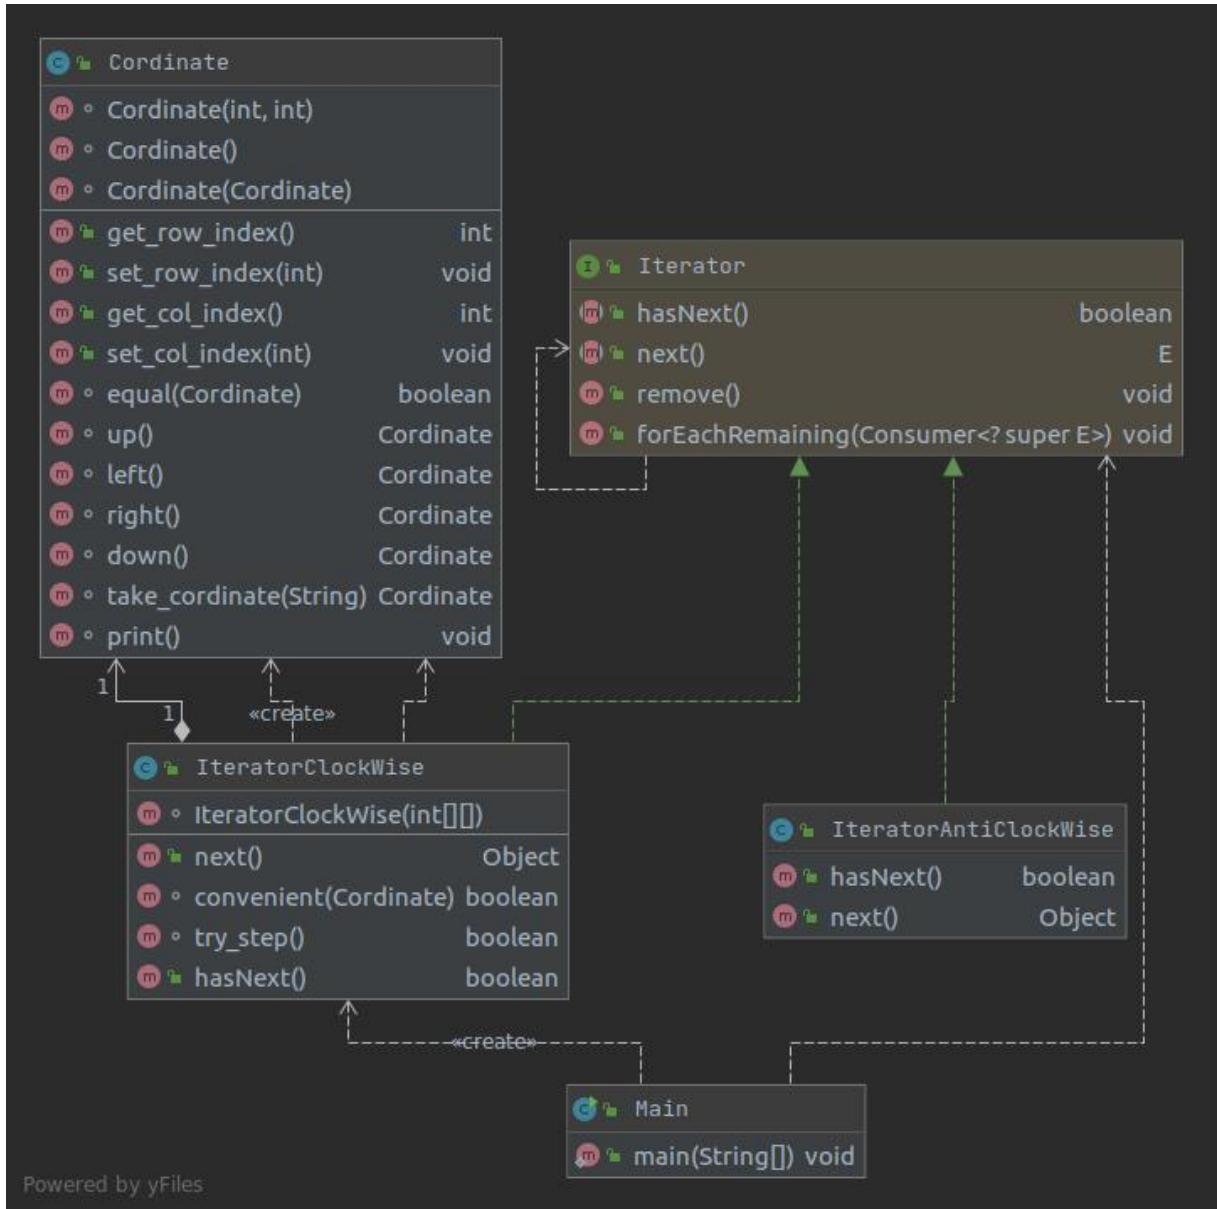 Cordinate
Cordinate(int, int)
Cordinate()
Cordinate(Cordinate)
get_row_index() int
set_row_index(int) void
get_col_index() int
set_col_index(int) void
equal(Cordinate) boolean
up() Cordinate
left() Cordinate
right() Cordinate
down() Cordinate
take_cordinate(String) Cordinate
print() void
Iterator
hasNext() boolean
next() E
remove() void
forEachRemaining(Consumer<? super E>) void
1
1
«create»
IteratorClockWise
IteratorClockWise(int[][])
next() Object
convenient(Cordinate) boolean
try_step() boolean
hasNext() boolean
IteratorAntiClockWise
hasNext() boolean
next() Object
«create»
Main
main(String[]) void
Powered by yFiles